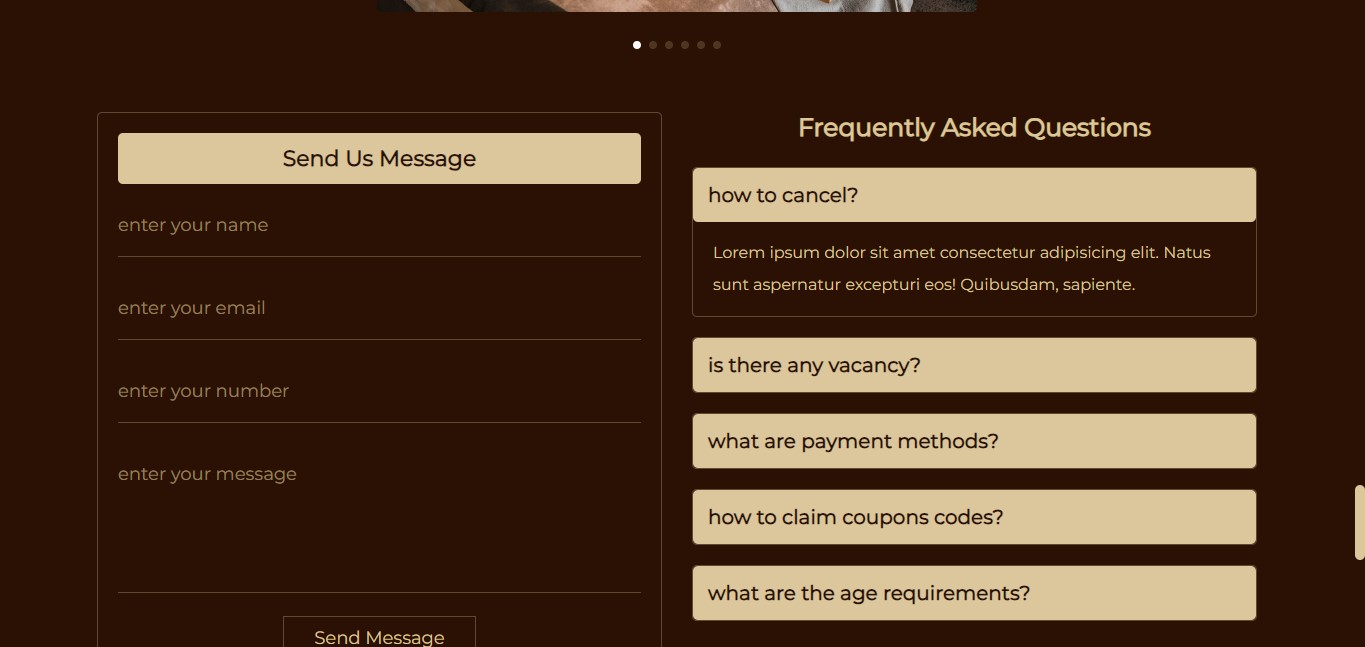 Send Us Message
enter your name
enter your email
enter your number
enter your message
Send Message
Frequently Asked Questions
how to cancel?
Lorem ipsum dolor sit amet consectetur adipisicing elit. Natus
sunt aspernatur excepturi eos! Quibusdam, sapiente.
is there any vacancy?
what are payment methods?
how to claim coupons codes?
what are the age requirements?